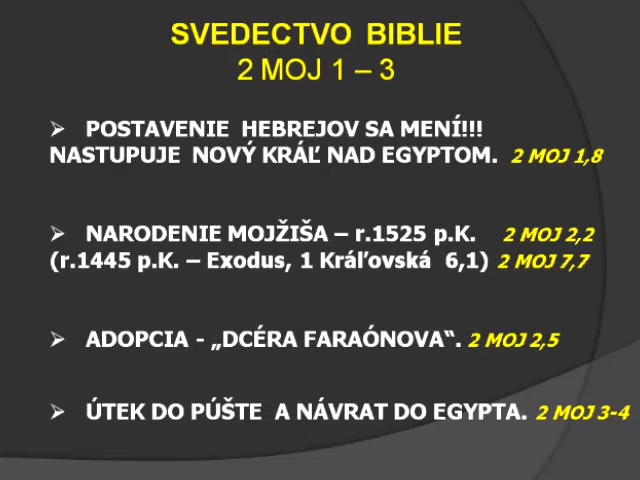 SVEDECTVO BIBLIE
2 MOJ 1 – 3
➢ POSTAVENIE HEBREJOV SA MENÍ!!!
NASTUPUJE NOVÝ KRÁĽ NAD EGYPTOM. 2 MOJ 1,8
➢ NARODENIE MOJŽIŠA – r.1525 p.K. 2 MOJ 2,2
(r.1445 p.K. – Exodus, 1 Kráľovská 6,1) 2 MOJ 7,7
➢ ADOPCIA - „DCÉRA FARAÓNOVA“. 2 MOJ 2,5
➢ ÚTEK DO PÚŠTE A NÁVRAT DO EGYPTA. 2 MOJ 3-4